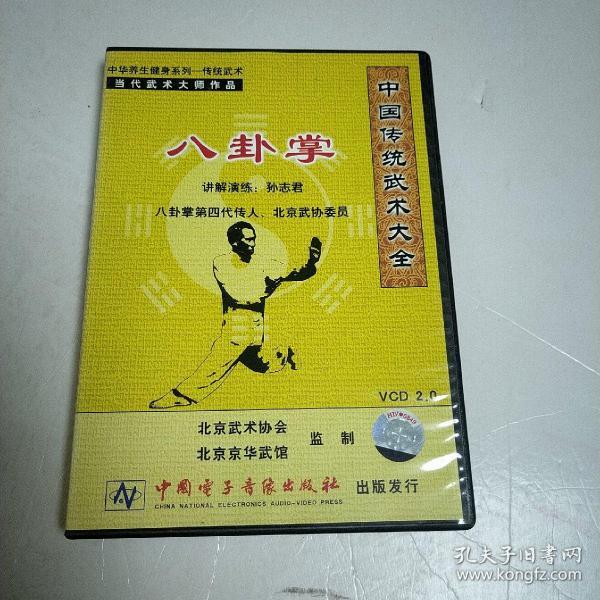 中华养生健身系列—传统武术
当代武术大师作品
八卦掌
讲解演练：孙志君
八卦掌第四代传人、北京武协委员
中国传统武术大全
VCD 2.0
北京武术协会
北京京华武馆
监制
中国电子音像出版社
出版发行
CHINA NATIONAL ELECTRONICS AUDIO-VIDEO PRESS
孔夫子旧书网
www.kongfz.com